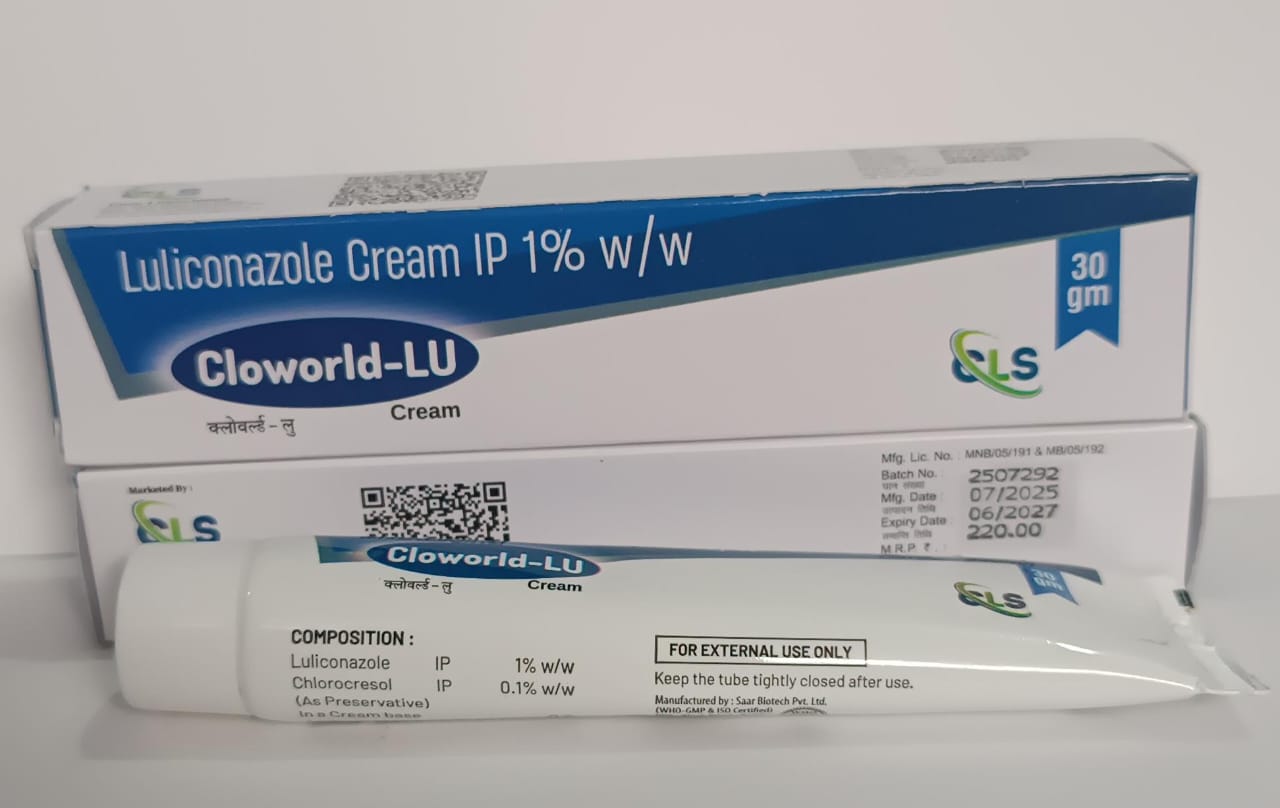 Luliconazole Cream IP 1% w/w
30
gm
Cloworld-LU
Cream
क्लोवर्ल्ड - लु
CLS
Marketed By :
CLS
Mfg. Lic. No. : MNB/05/191 & MB/05/192
Batch No. : 2507292
Mfg. Date : 07/2025
Expiry Date : 06/2027
M.R.P. ₹ . : 220.00
Cloworld-LU
Cream
क्लोवर्ल्ड - लु
30
gm
CLS
COMPOSITION :
Luliconazole IP 1% w/w
Chlorocresol IP 0.1% w/w
(As Preservative)
In a Cream base
FOR EXTERNAL USE ONLY
Keep the tube tightly closed after use.
Manufactured by : Saar Biotech Pvt. Ltd.
(WHO-GMP & ISO Certified)